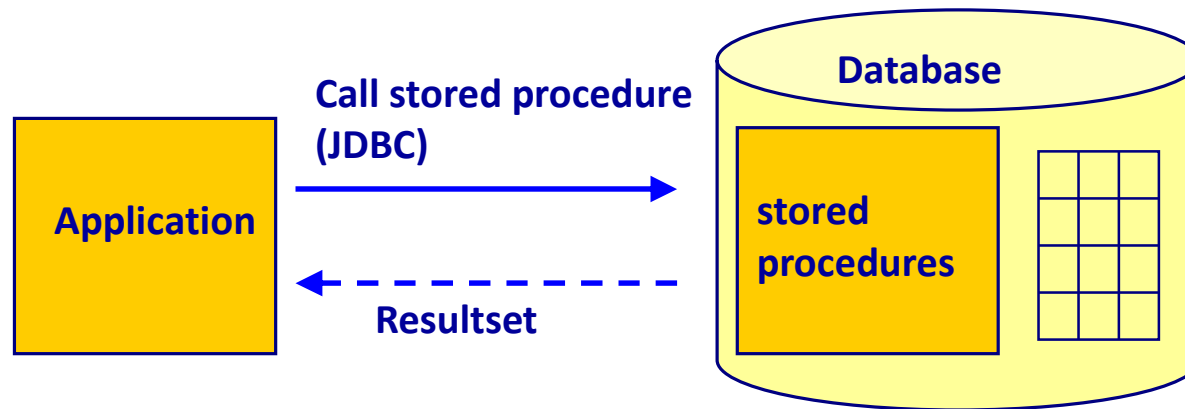 Database
Call stored procedure
(JDBC)
Application
stored
procedures
Resultset